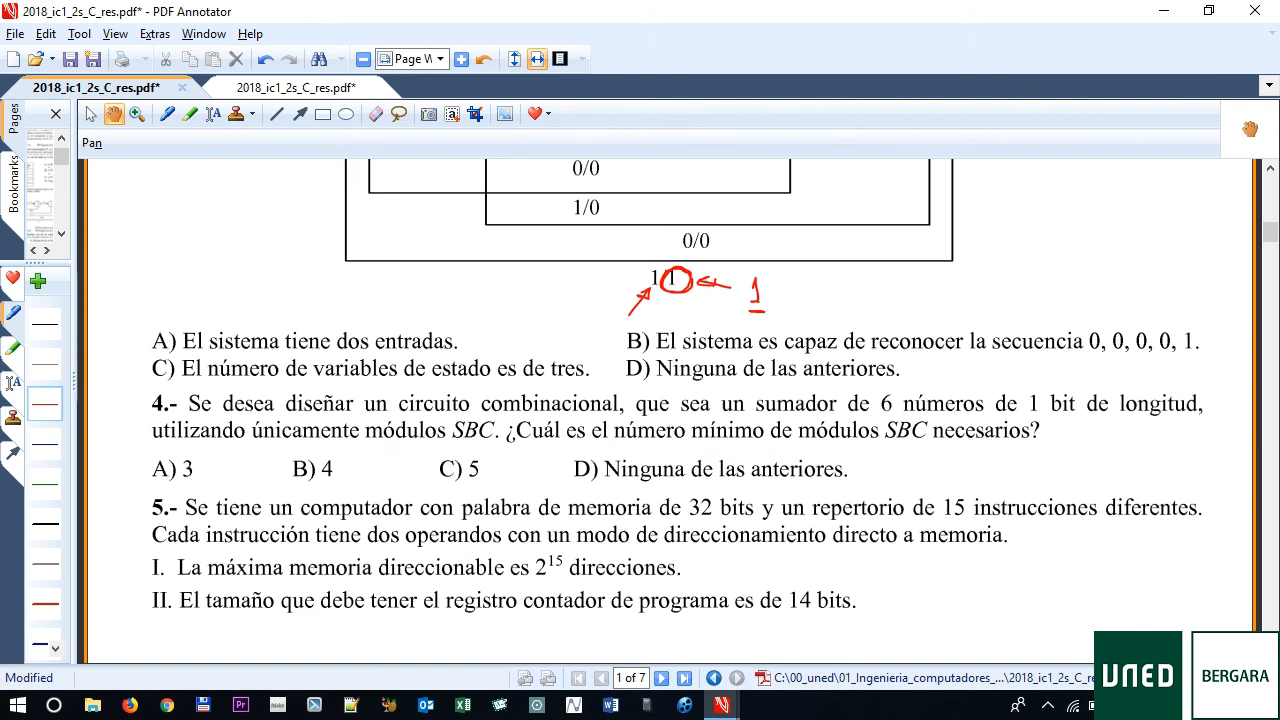 2018_ic1_2s_C_res.pdf* - PDF Annotator
File Edit Tool View Extras Window Help
Page W
2018_ic1_2s_C_res.pdf* 2018_ic1_2s_C_res.pdf*
Pages
Bookmarks
Pan
0/0
1/0
0/0
1/1
1
A) El sistema tiene dos entradas. B) El sistema es capaz de reconocer la secuencia 0, 0, 0, 0, 1.
C) El número de variables de estado es de tres. D) Ninguna de las anteriores.
4.- Se desea diseñar un circuito combinacional, que sea un sumador de 6 números de 1 bit de longitud,
utilizando únicamente módulos SBC. ¿Cuál es el número mínimo de módulos SBC necesarios?
A) 3 B) 4 C) 5 D) Ninguna de las anteriores.
5.- Se tiene un computador con palabra de memoria de 32 bits y un repertorio de 15 instrucciones diferentes.
Cada instrucción tiene dos operandos con un modo de direccionamiento directo a memoria.
I. La máxima memoria direccionable es 2^15 direcciones.
II. El tamaño que debe tener el registro contador de programa es de 14 bits.
UNED BERGARA
Modified 1 of 7 C:\00_uned\01_Ingenieria_computadores_...\2018_ic1_2s_C_res.pdf